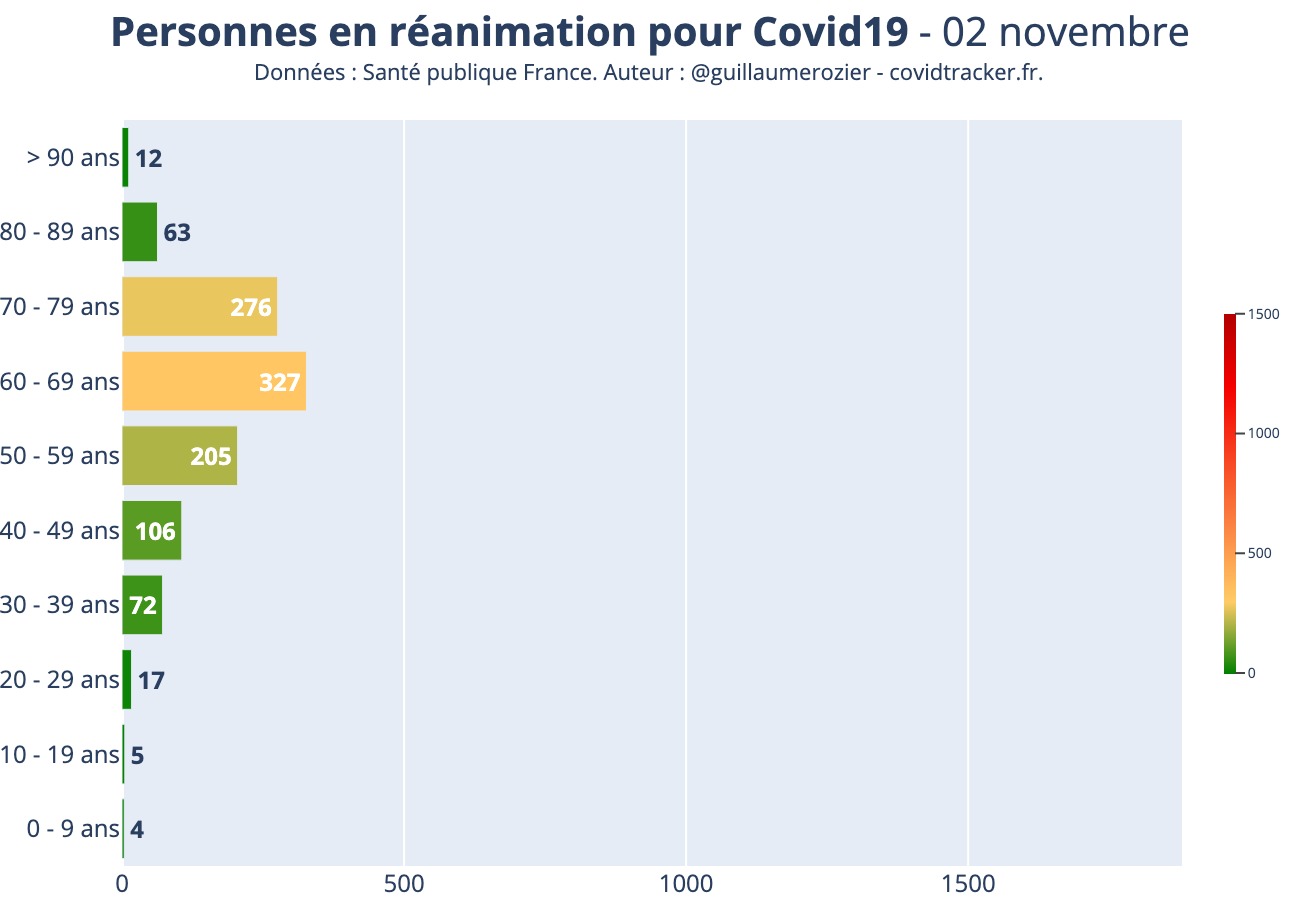 Personnes en réanimation pour Covid19 - 02 novembre
Données : Santé publique France. Auteur : @guillaumerozier - covidtracker.fr.
> 90 ans 12
80 - 89 ans 63
70 - 79 ans 276
60 - 69 ans 327
50 - 59 ans 205
40 - 49 ans 106
30 - 39 ans 72
20 - 29 ans 17
10 - 19 ans 5
0 - 9 ans 4
0 500 1000 1500
1500
1000
500
0